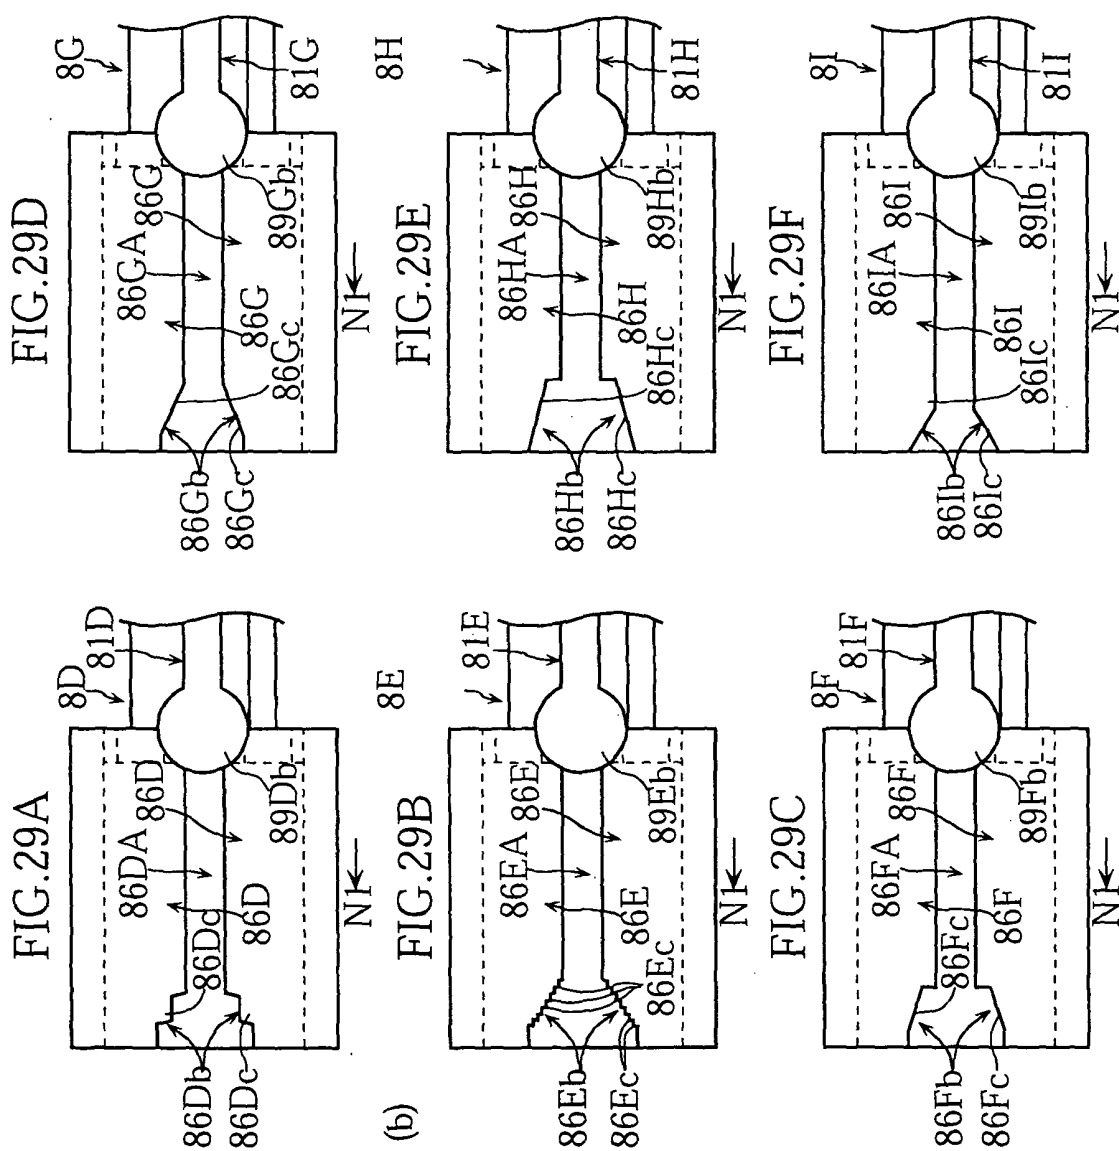 FIG.29A
8D
81D
86DA
86D
86Dc
86D
89Db
86Db
86Dc
N1
FIG.29B
8E
81E
86EA
86E
86E
86Ec
89Eb
86Eb
86Ec
N1
(b)
FIG.29C
8F
81F
86FA
86F
86Fc
86F
89Fb
86Fb
86Fc
N1
FIG.29D
8G
81G
86GA
86G
86G
86Gc
89Gb
86Gb
86Gc
N1
FIG.29E
8H
81H
86HA
86H
86H
86Hc
89Hb
86Hb
86Hc
N1
FIG.29F
8I
81I
86IA
86I
86I
86Ic
89Ib
86Ib
86Ic
N1